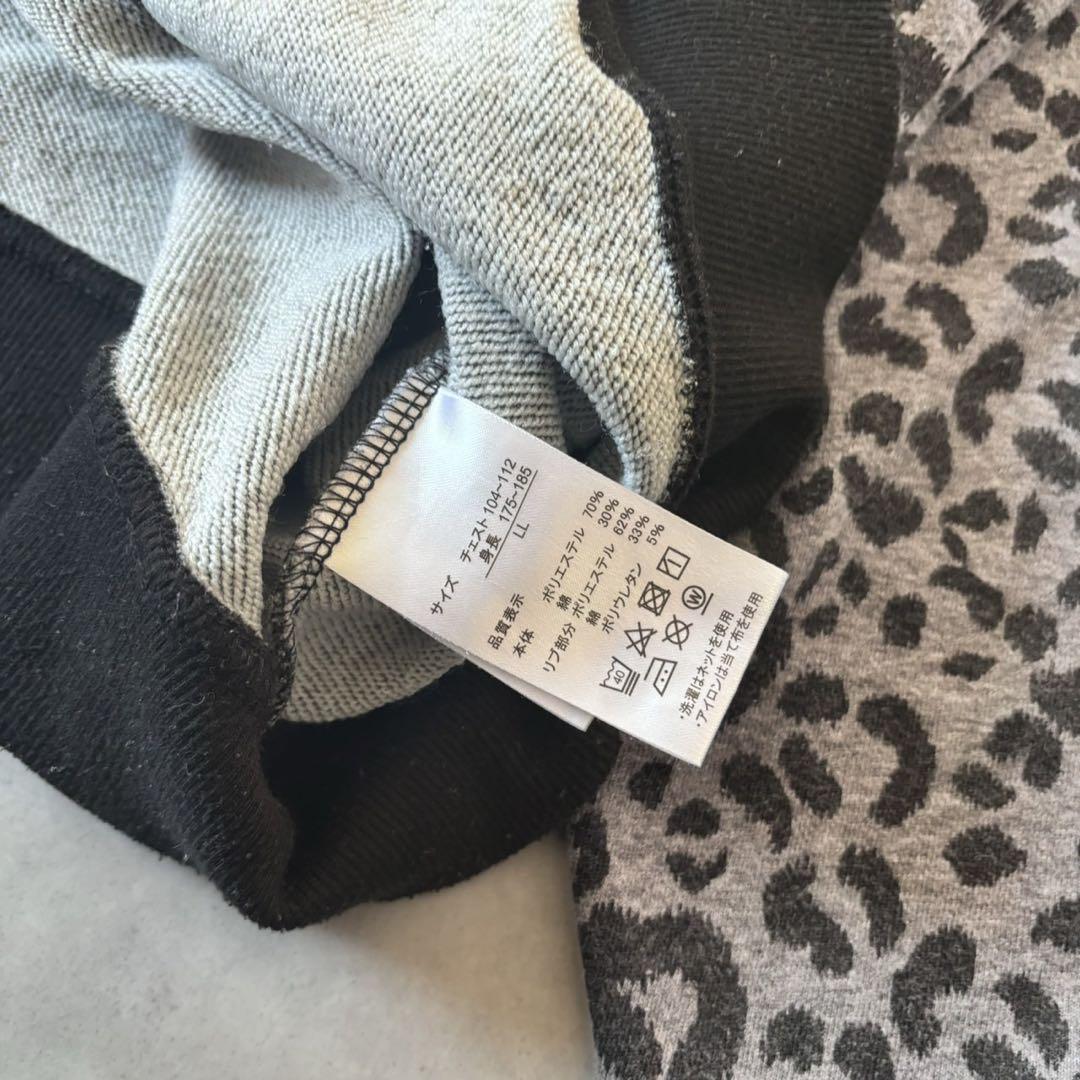 サイズ チェスト 104~112
身長 175~185
LL
品質表示
本体 ポリエステル 70%
綿 30%
リブ部分 ポリエステル 62%
綿 33%
ポリウレタン 5%
40
W
・洗濯はネットを使用
・アイロンは当て布を使用